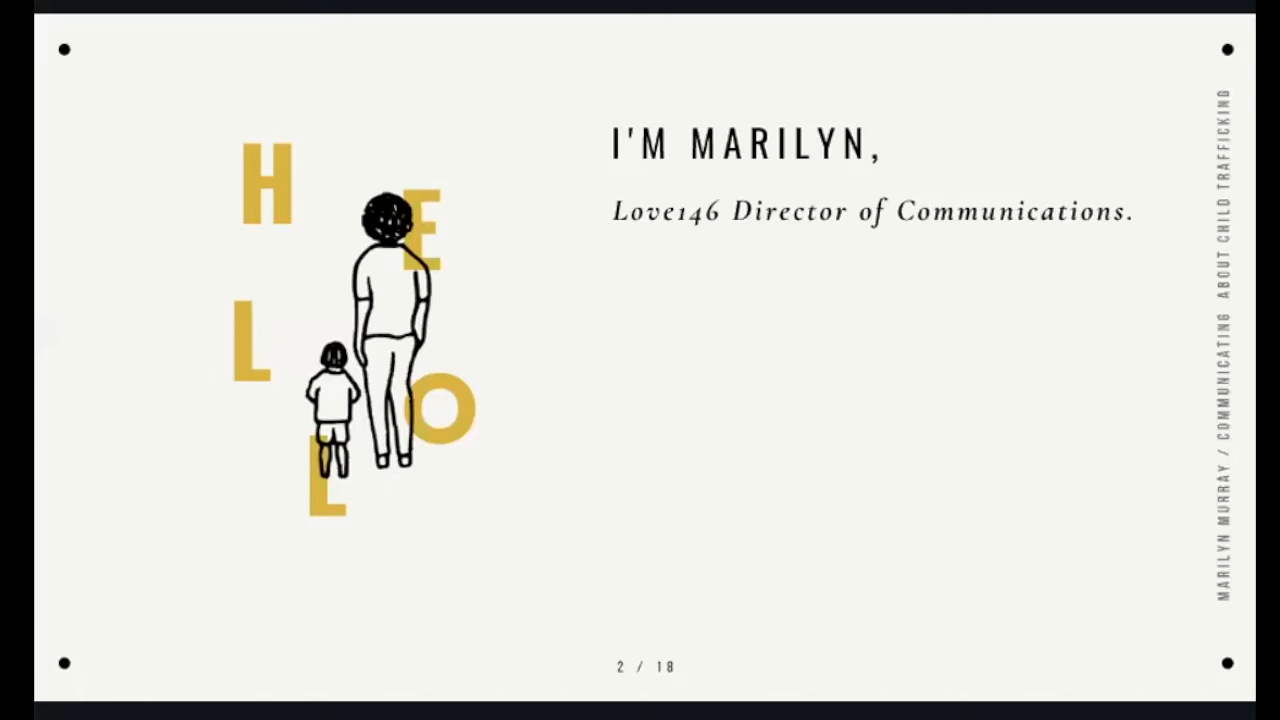 H
E
L
L
O
I'M MARILYN,
Love146 Director of Communications.
MARILYN MURRAY / COMMUNICATING ABOUT CHILD TRAFFICKING
2 / 18